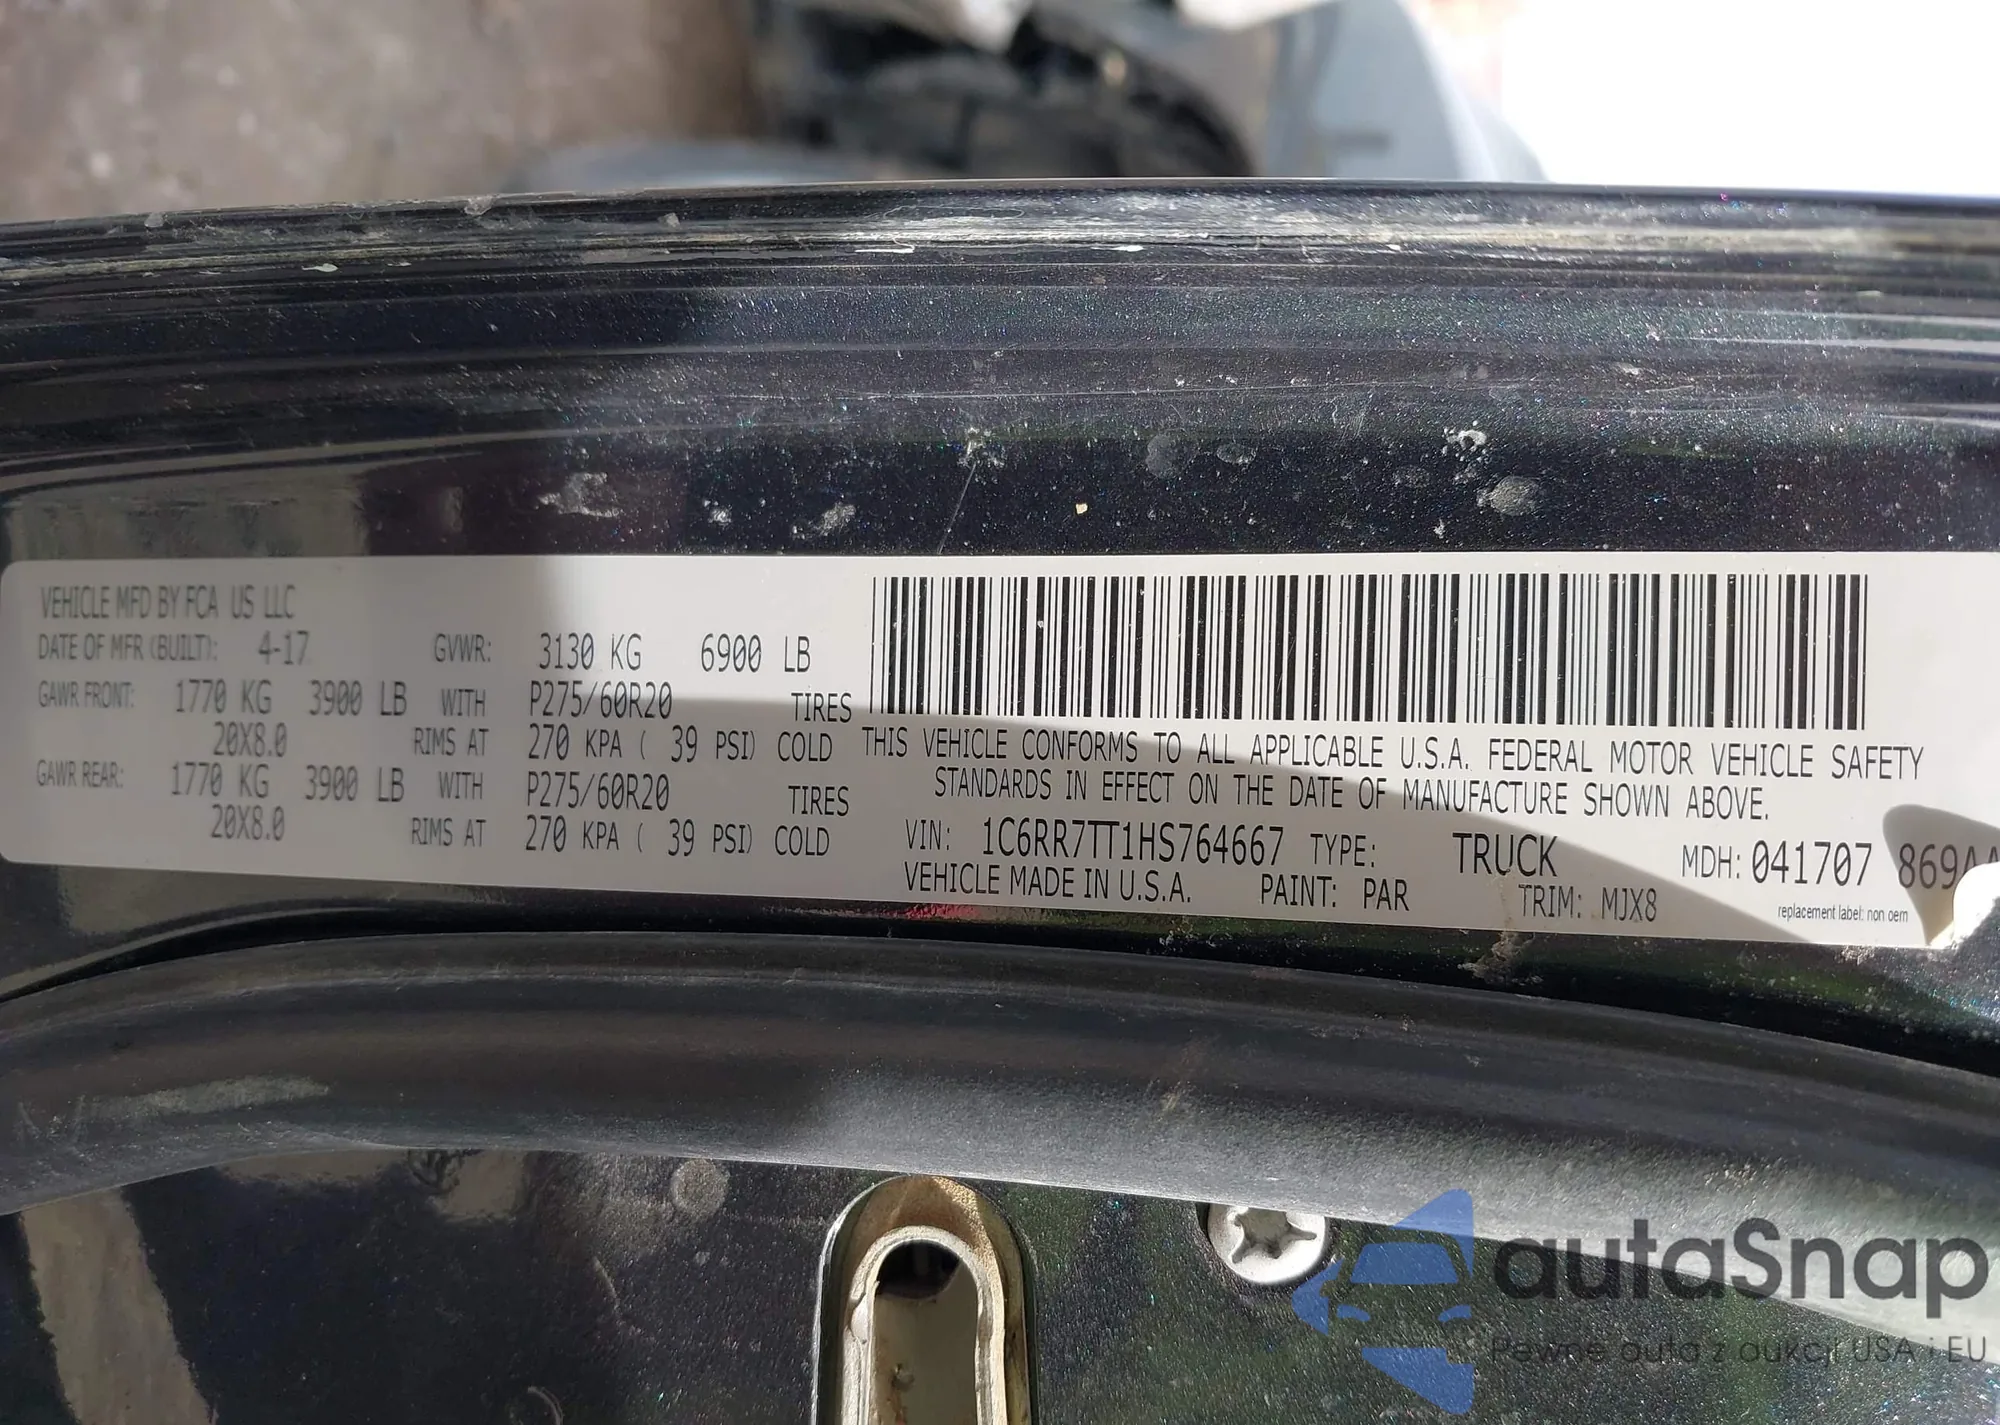 VEHICLE MFD BY FCA US LLC
DATE OF MFR (BUILT): 4-17 GVWR: 3130 KG 6900 LB
GAWR FRONT: 1770 KG 3900 LB WITH P275/60R20 TIRES
20X8.0 RIMS AT 270 KPA ( 39 PSI) COLD
GAWR REAR: 1770 KG 3900 LB WITH P275/60R20 TIRES
20X8.0 RIMS AT 270 KPA ( 39 PSI) COLD
THIS VEHICLE CONFORMS TO ALL APPLICABLE U.S.A. FEDERAL MOTOR VEHICLE SAFETY
STANDARDS IN EFFECT ON THE DATE OF MANUFACTURE SHOWN ABOVE.
VIN: 1C6RR7TT1HS764667 TYPE: TRUCK MDH: 041707 869AA
VEHICLE MADE IN U.S.A. PAINT: PAR TRIM: MJX8
replacement label: non oem
autaSnap
Pewne auta z aukcji USA i EU